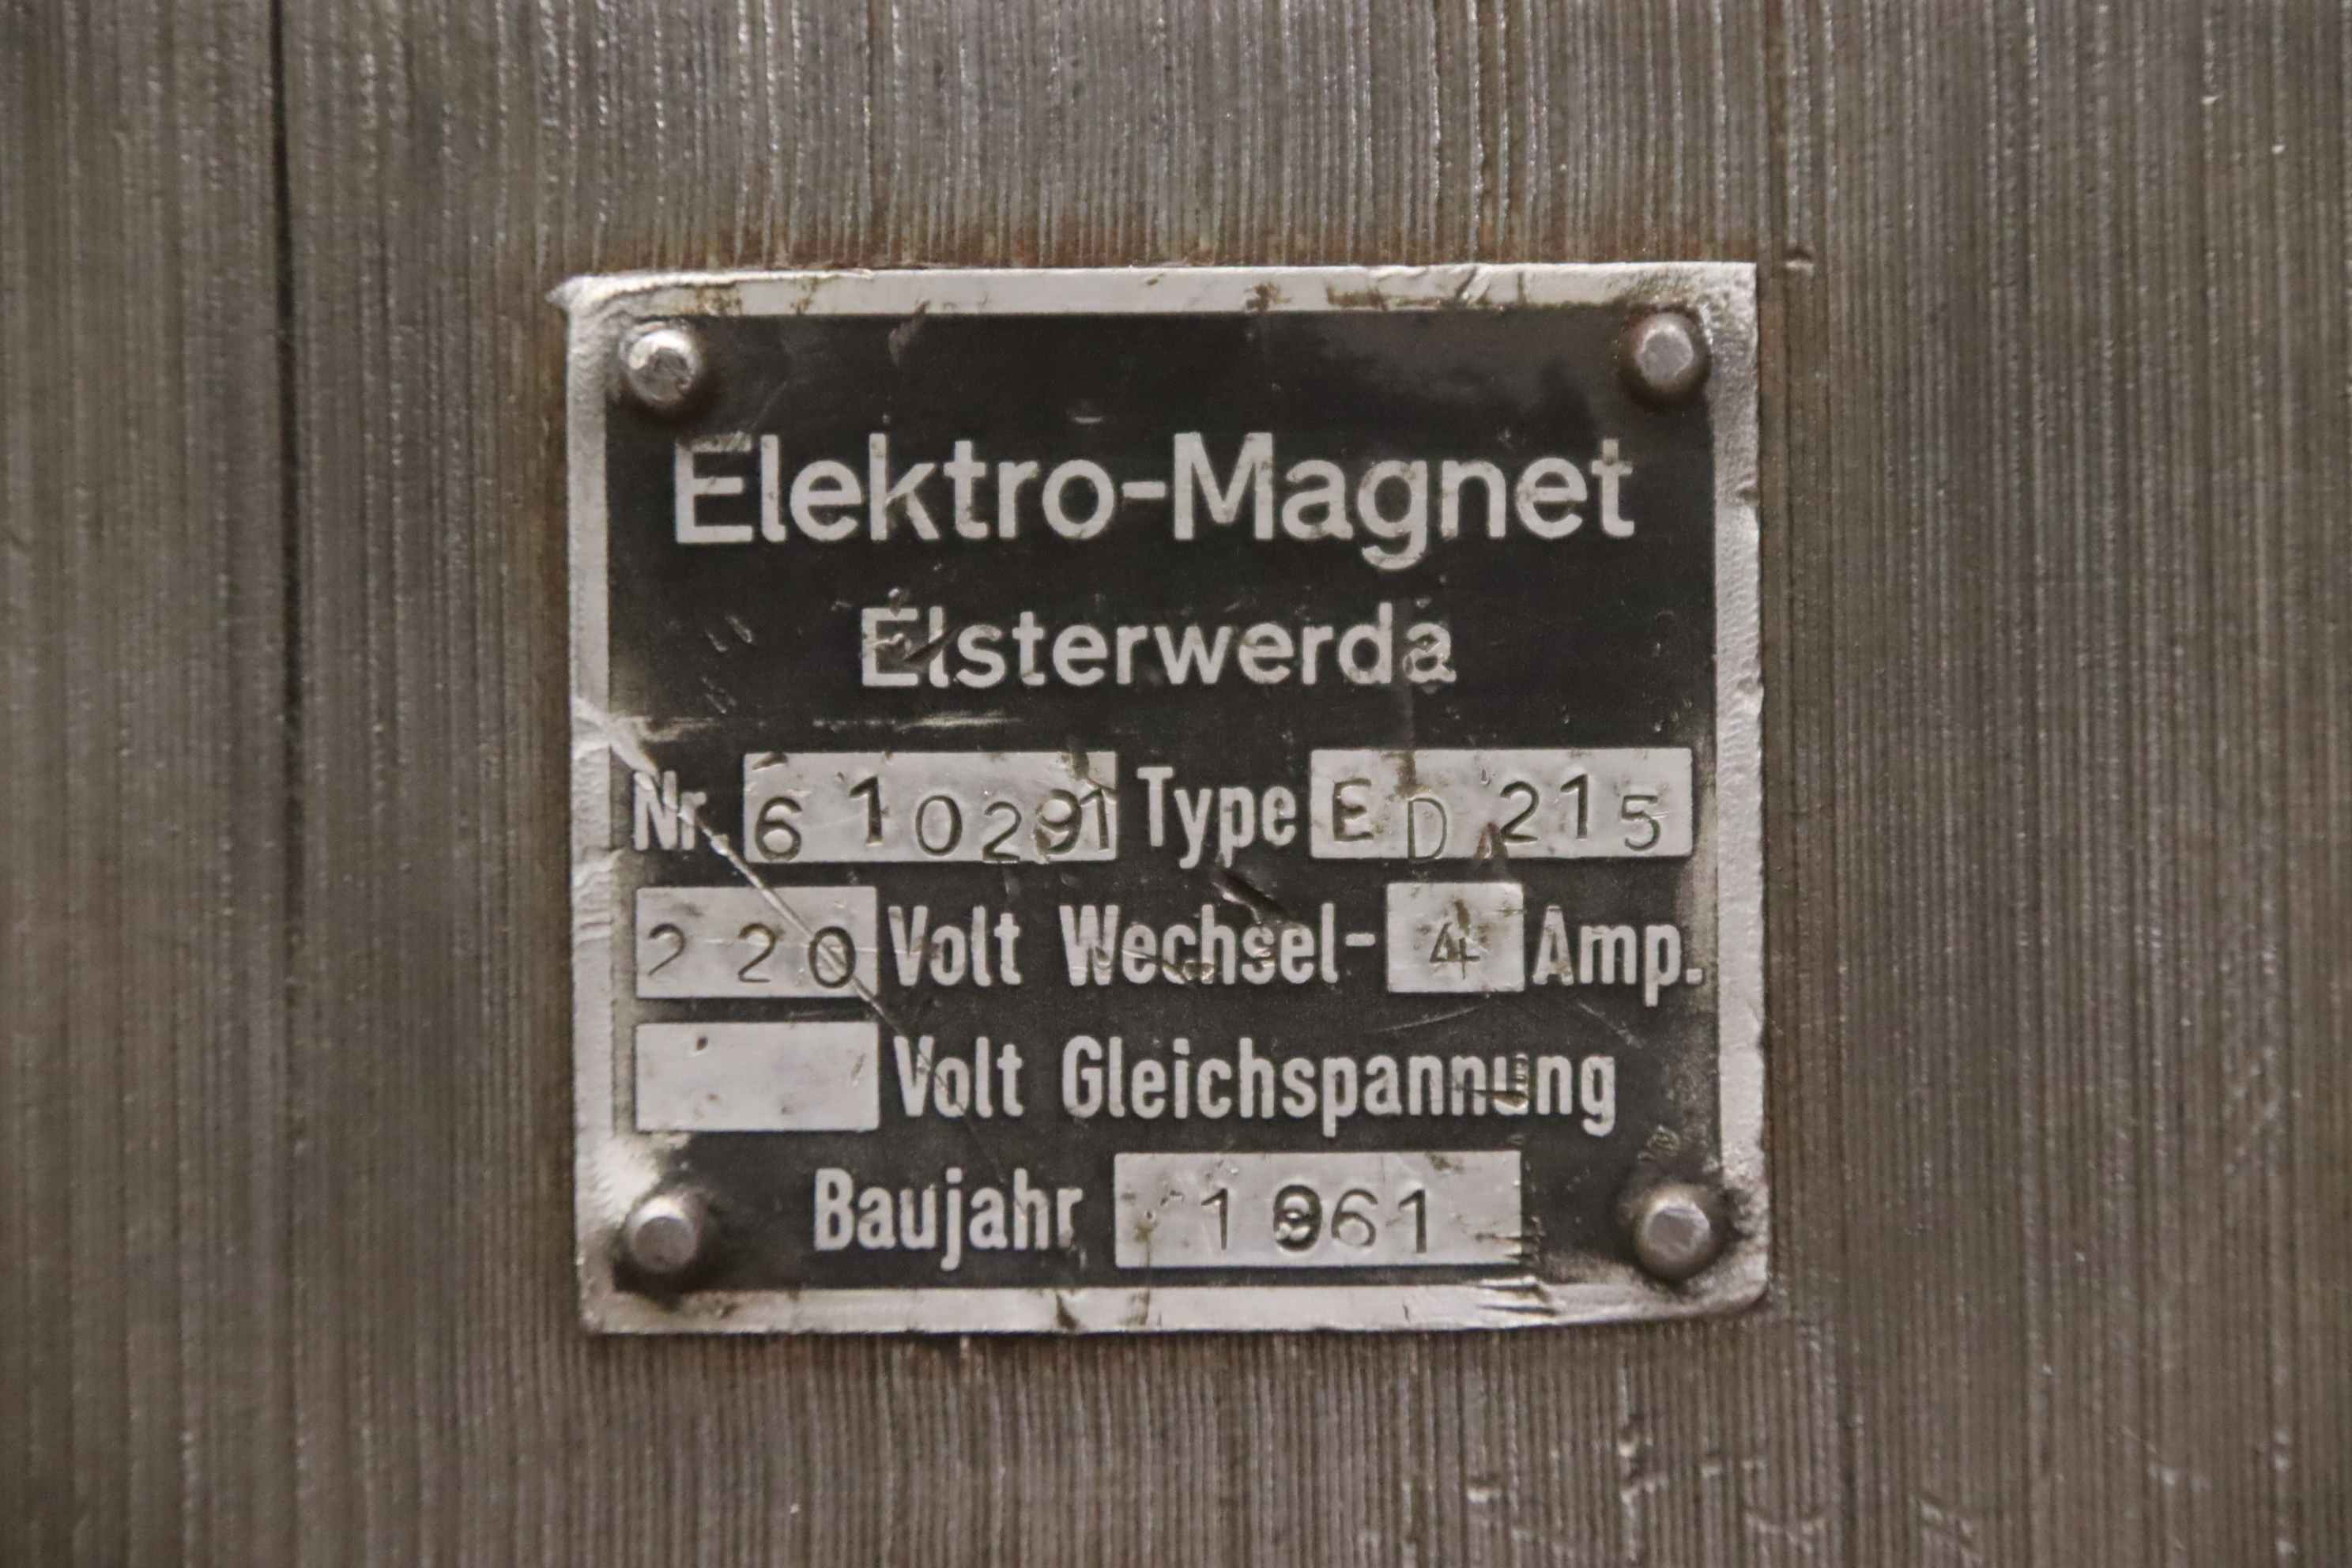 Elektro-Magnet
Elsterwerda
Nr. 610291 Type ED 215
220 Volt Wechsel- 4 Amp.
Volt Gleichspannung
Baujahr 1961